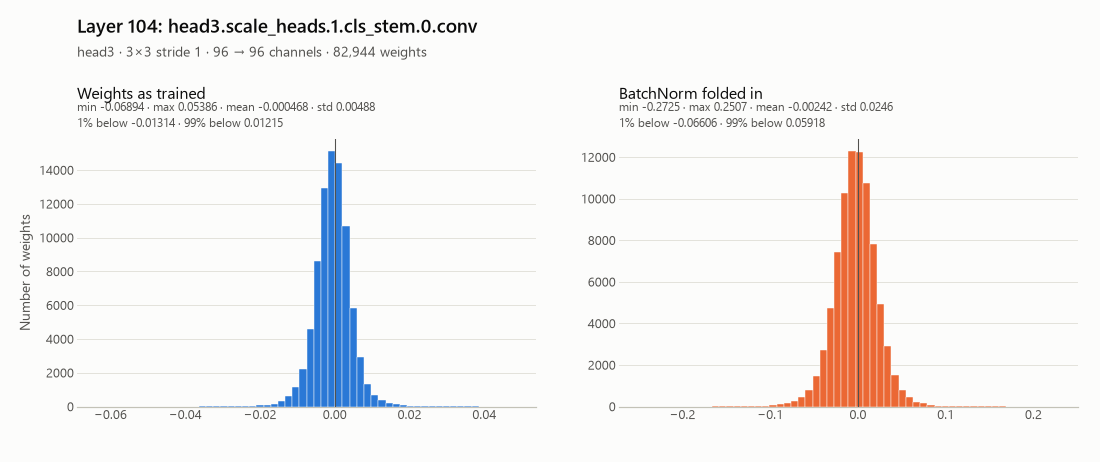 Layer 104: head3.scale_heads.1.cls_stem.0.conv
head3 · 3×3 stride 1 · 96 → 96 channels · 82,944 weights
Weights as trained
min -0.06894 · max 0.05386 · mean -0.000468 · std 0.00488
1% below -0.01314 · 99% below 0.01215
Number of weights
14000
12000
10000
8000
6000
4000
2000
0
−0.06 −0.04 −0.02 0.00 0.02 0.04
BatchNorm folded in
min -0.2725 · max 0.2507 · mean -0.00242 · std 0.0246
1% below -0.06606 · 99% below 0.05918
12000
10000
8000
6000
4000
2000
0
−0.2 −0.1 0.0 0.1 0.2